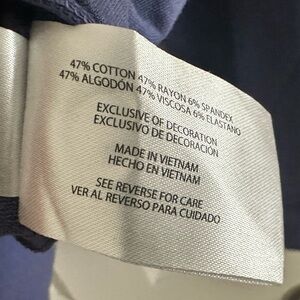 47% COTTON 47% RAYON 6% SPANDEX
47% ALGODÓN 47% VISCOSA 6% ELASTANO
EXCLUSIVE OF DECORATION
EXCLUSIVO DE DECORACIÓN
MADE IN VIETNAM
HECHO EN VIETNAM
SEE REVERSE FOR CARE
VER AL REVERSO PARA CUIDADO